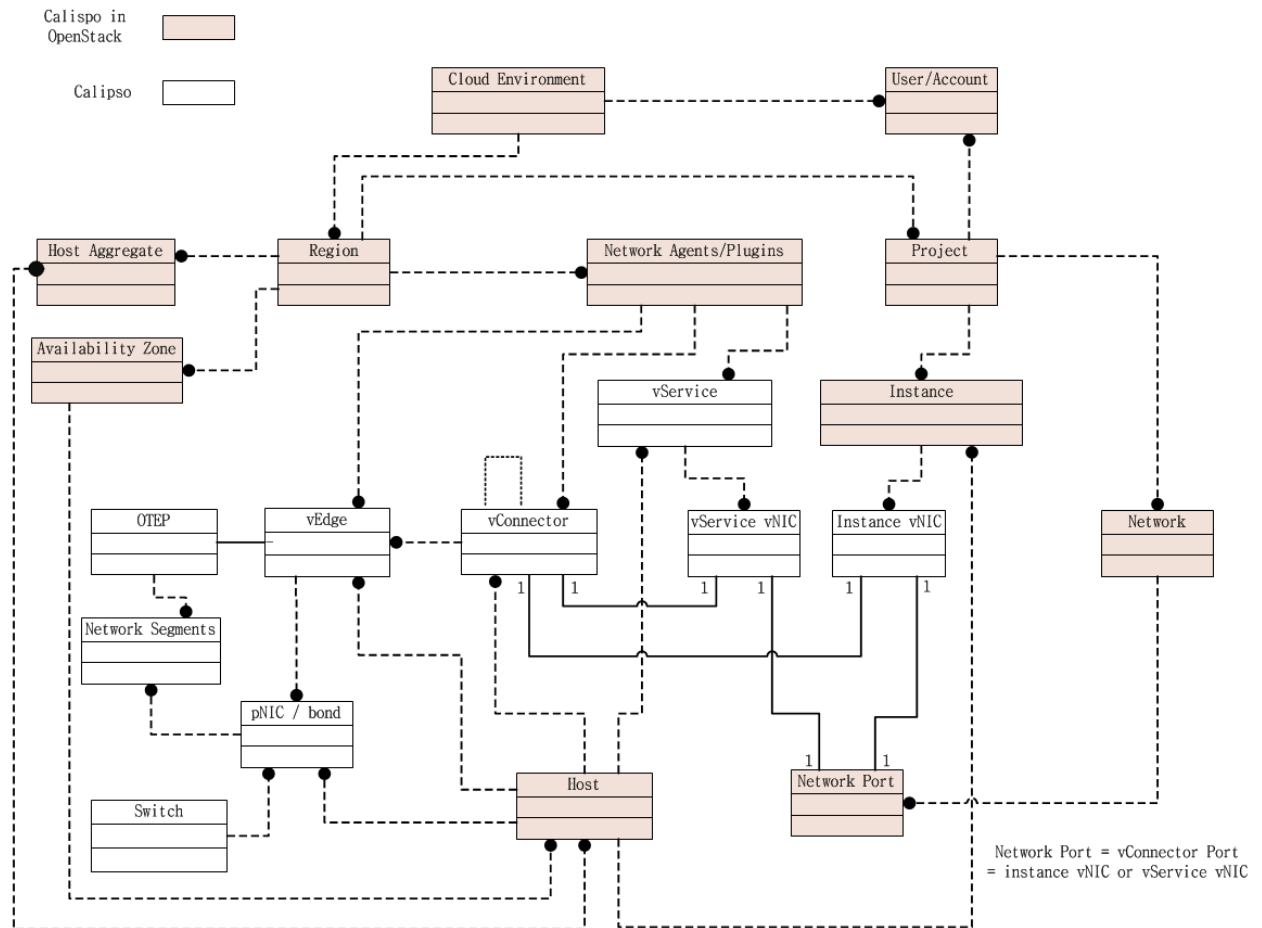 Calispo in
OpenStack
Calipso
Cloud Environment
User/Account
Host Aggregate
Region
Network Agents/Plugins
Project
Availability Zone
vService
Instance
OTEP
vEdge
vConnector
vService vNIC
Instance vNIC
Network
1
1
1
1
1
1
Network Segments
pNIC / bond
1
1
Switch
Host
Network Port
Network Port = vConnector Port
= instance vNIC or vService vNIC